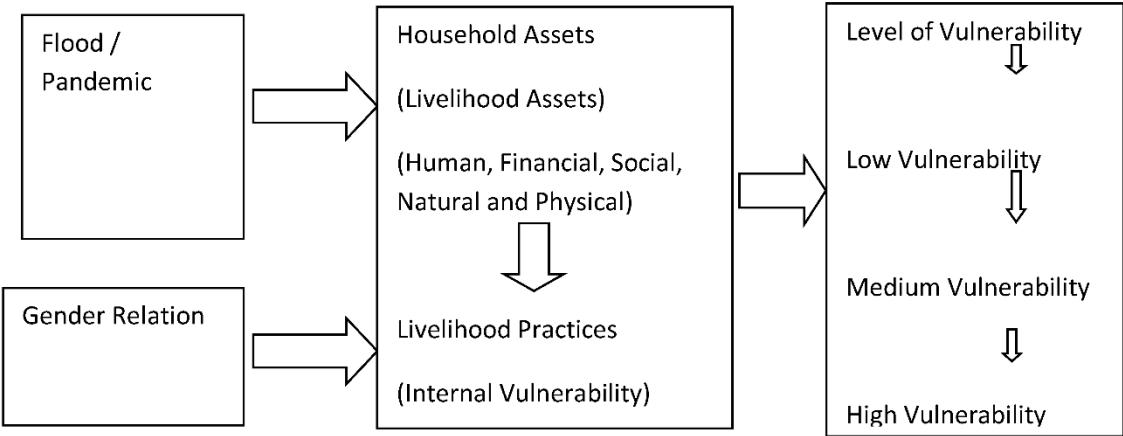 Flood /
Pandemic
Gender Relation
Household Assets
(Livelihood Assets)
(Human, Financial, Social,
Natural and Physical)
Livelihood Practices
(Internal Vulnerability)
Level of Vulnerability
Low Vulnerability
Medium Vulnerability
High Vulnerability